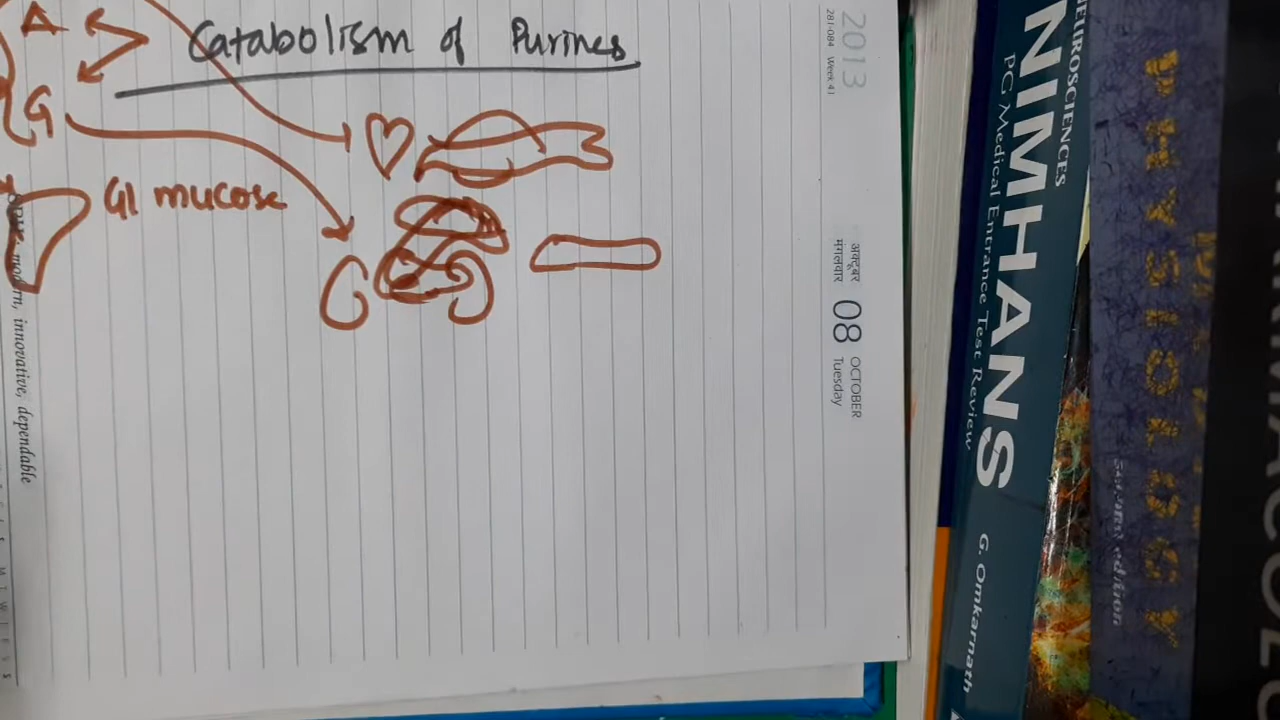 A
Catabolism of Purines
G
GI mucosa
modern, innovative, dependable
2013
281-084 Week 41
08
अक्टूबर
मंगलवार
OCTOBER
Tuesday
NEUROSCIENCES
NIMHANS
PG Medical Entrance Test Review
G. Omkarnath
PHYSIOLOGY
edition